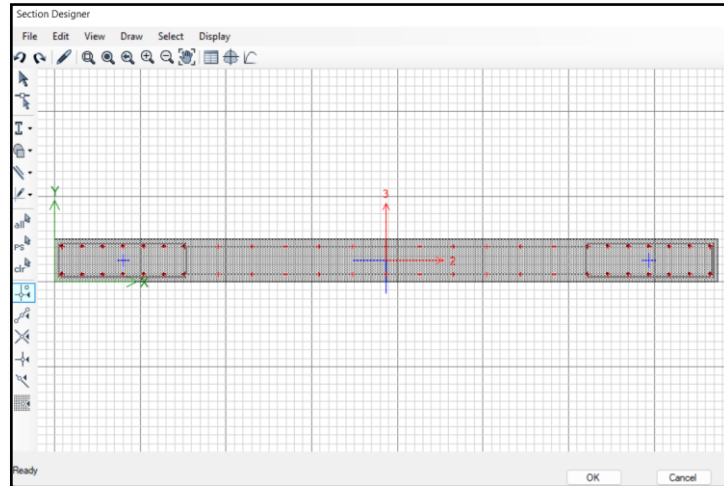 Section Designer
File Edit View Draw Select Display
all
ps
clr
Y
3
2
X
Ready
OK Cancel